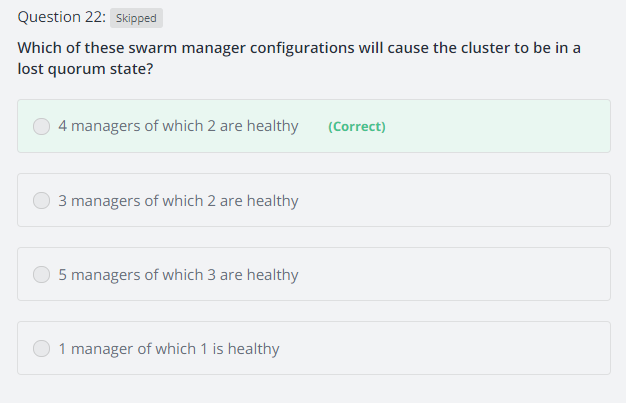 Question 22: Skipped
Which of these swarm manager configurations will cause the cluster to be in a
lost quorum state?
4 managers of which 2 are healthy (Correct)
3 managers of which 2 are healthy
5 managers of which 3 are healthy
1 manager of which 1 is healthy